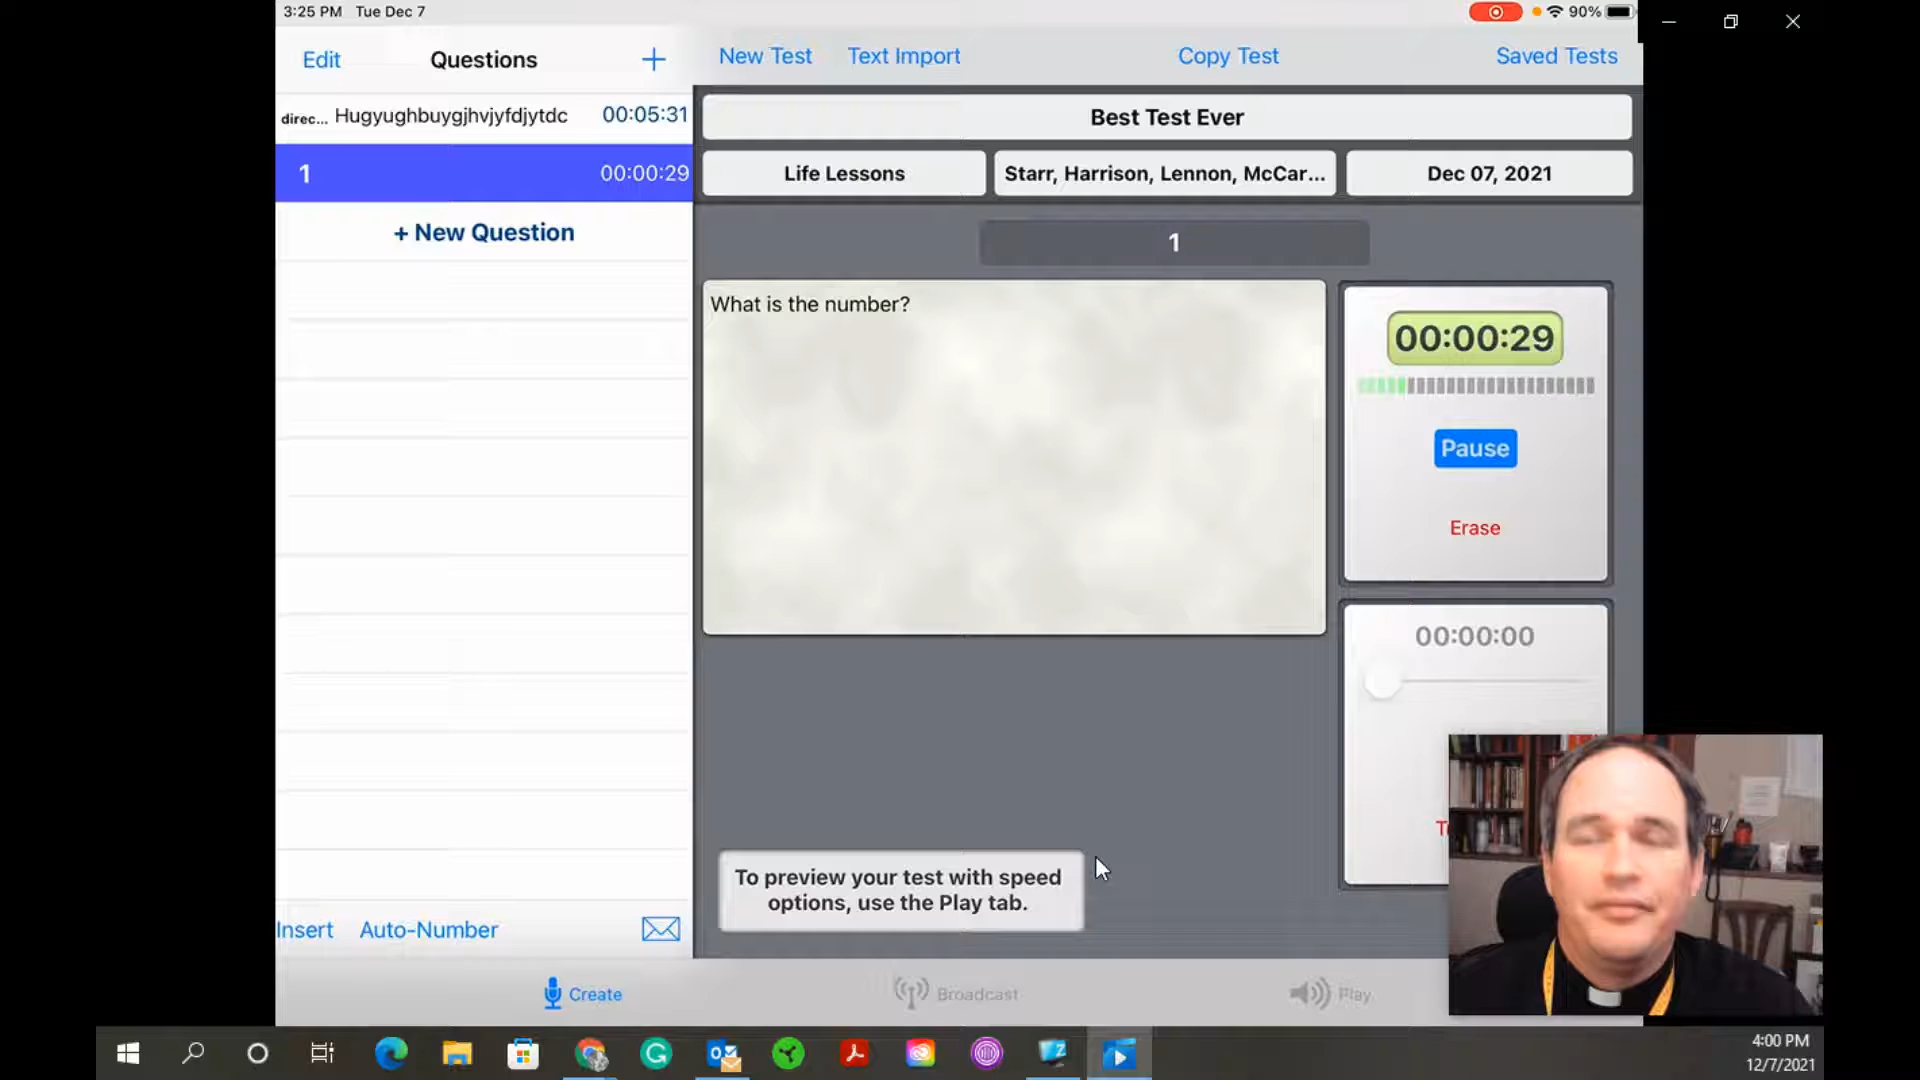 3:25 PM Tue Dec 7
90%
Edit
Questions
New Test
Text Import
Copy Test
Saved Tests
direc... Hugyughbuygjhvjyfdjytdc 00:05:31
1 00:00:29
+ New Question
Best Test Ever
Life Lessons
Starr, Harrison, Lennon, McCar...
Dec 07, 2021
1
What is the number?
00:00:29
Pause
Erase
00:00:00
To preview your test with speed
options, use the Play tab.
Insert
Auto-Number
Create
Broadcast
Play
4:00 PM
12/7/2021